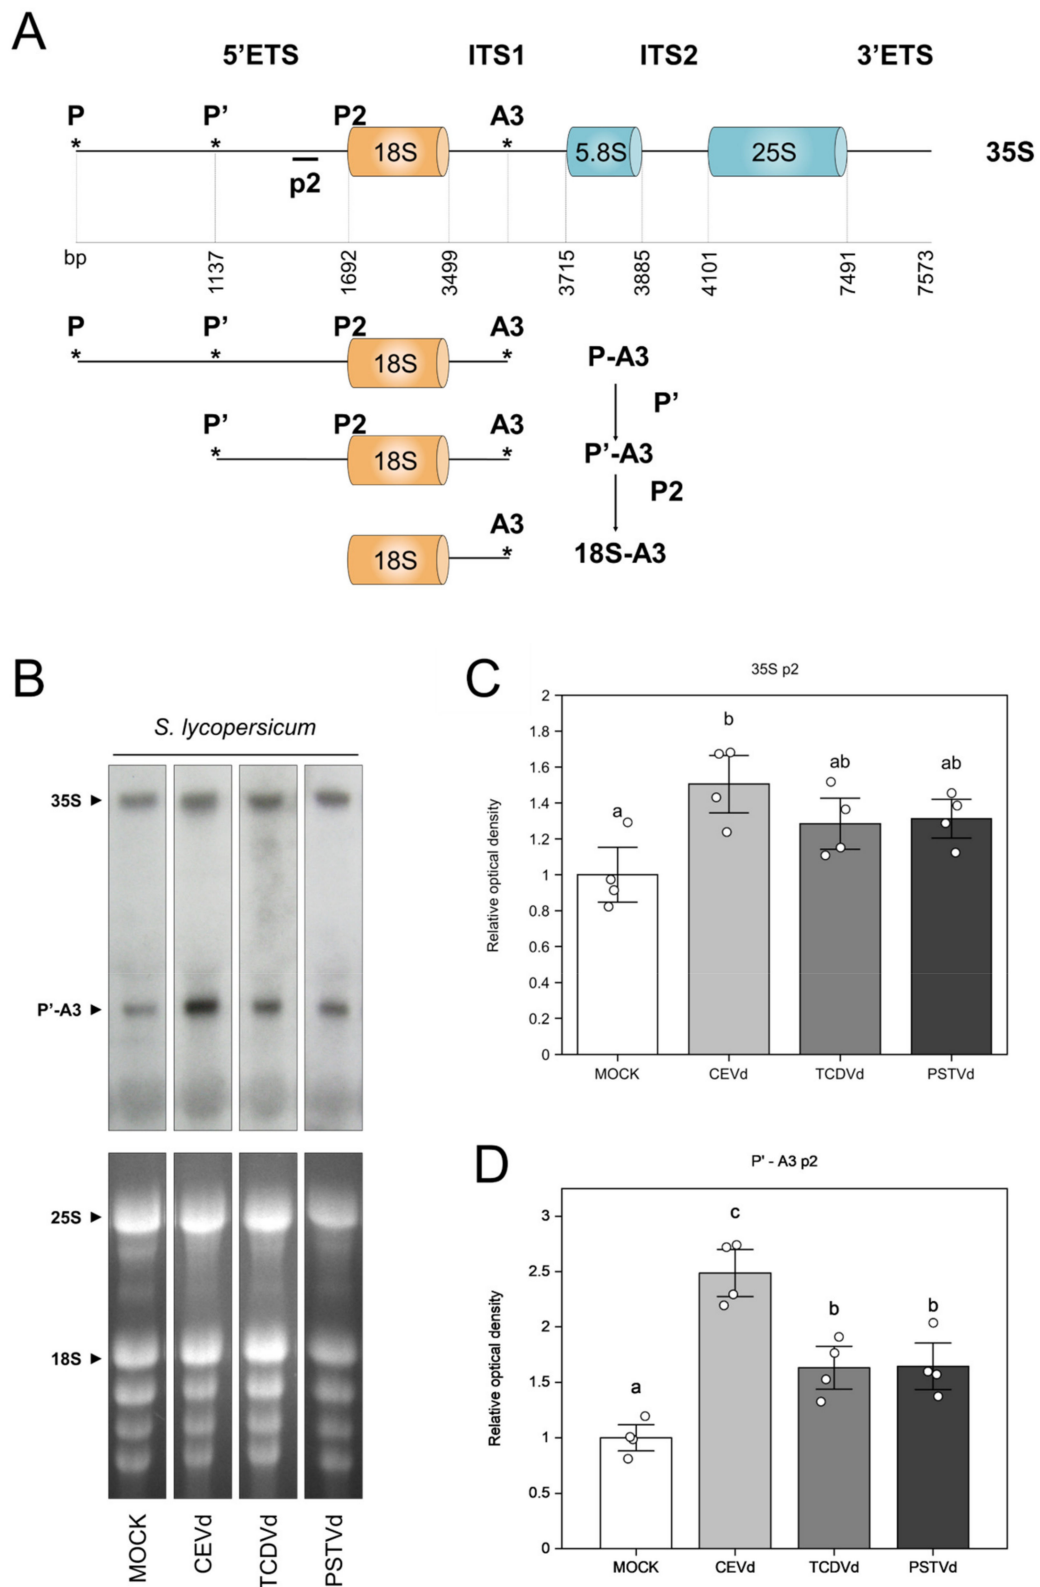 A
5'ETS ITS1 ITS2 3'ETS
P P' P2 A3
* * *
18S 5.8S 25S 35S
p2
bp 1137 1692 3499 3715 3885 4101 7491 7573
P P' P2 A3
* * *
18S
P-A3
P'
P' P2 A3
* *
18S
P'-A3
P2
A3
*
18S
18S-A3
B
S. lycopersicum
35S
P'-A3
25S
18S
MOCK CEVd TCDVd PSTVd
C
35S p2
Relative optical density
2
1.8
1.6
1.4
1.2
1
0.8
0.6
0.4
0.2
0
a b ab ab
MOCK CEVd TCDVd PSTVd
D
P' - A3 p2
Relative optical density
3
2.5
2
1.5
1
0.5
0
a c b b
MOCK CEVd TCDVd PSTVd